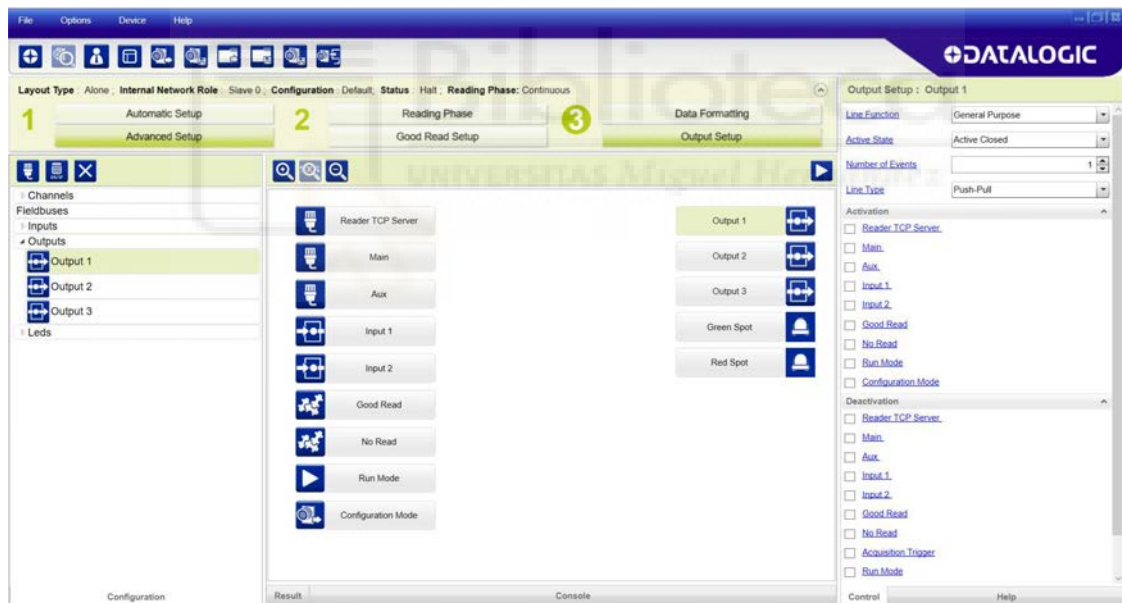 File Options Device Help
DATALOGIC
Layout Type : Alone ; Internal Network Role : Slave 0 ; Configuration : Default; Status : Halt ; Reading Phase: Continuous
1
Automatic Setup
Advanced Setup
2
Reading Phase
Good Read Setup
3
Data Formatting
Output Setup
Channels
Fieldbuses
Inputs
Outputs
Output 1
Output 2
Output 3
Leds
Configuration
Biblioteca
UNIVERSITAS Miguel Hernández
Reader TCP Server
Main
Aux
Input 1
Input 2
Good Read
No Read
Run Mode
Configuration Mode
Output 1
Output 2
Output 3
Green Spot
Red Spot
Result
Console
Output Setup : Output 1
Line Function General Purpose
Active State Active Closed
Number of Events 1
Line Type Push-Pull
Activation
Reader TCP Server
Main
Aux
Input 1
Input 2
Good Read
No Read
Run Mode
Configuration Mode
Deactivation
Reader TCP Server
Main
Aux
Input 1
Input 2
Good Read
No Read
Acquisition Trigger
Run Mode
Control Help